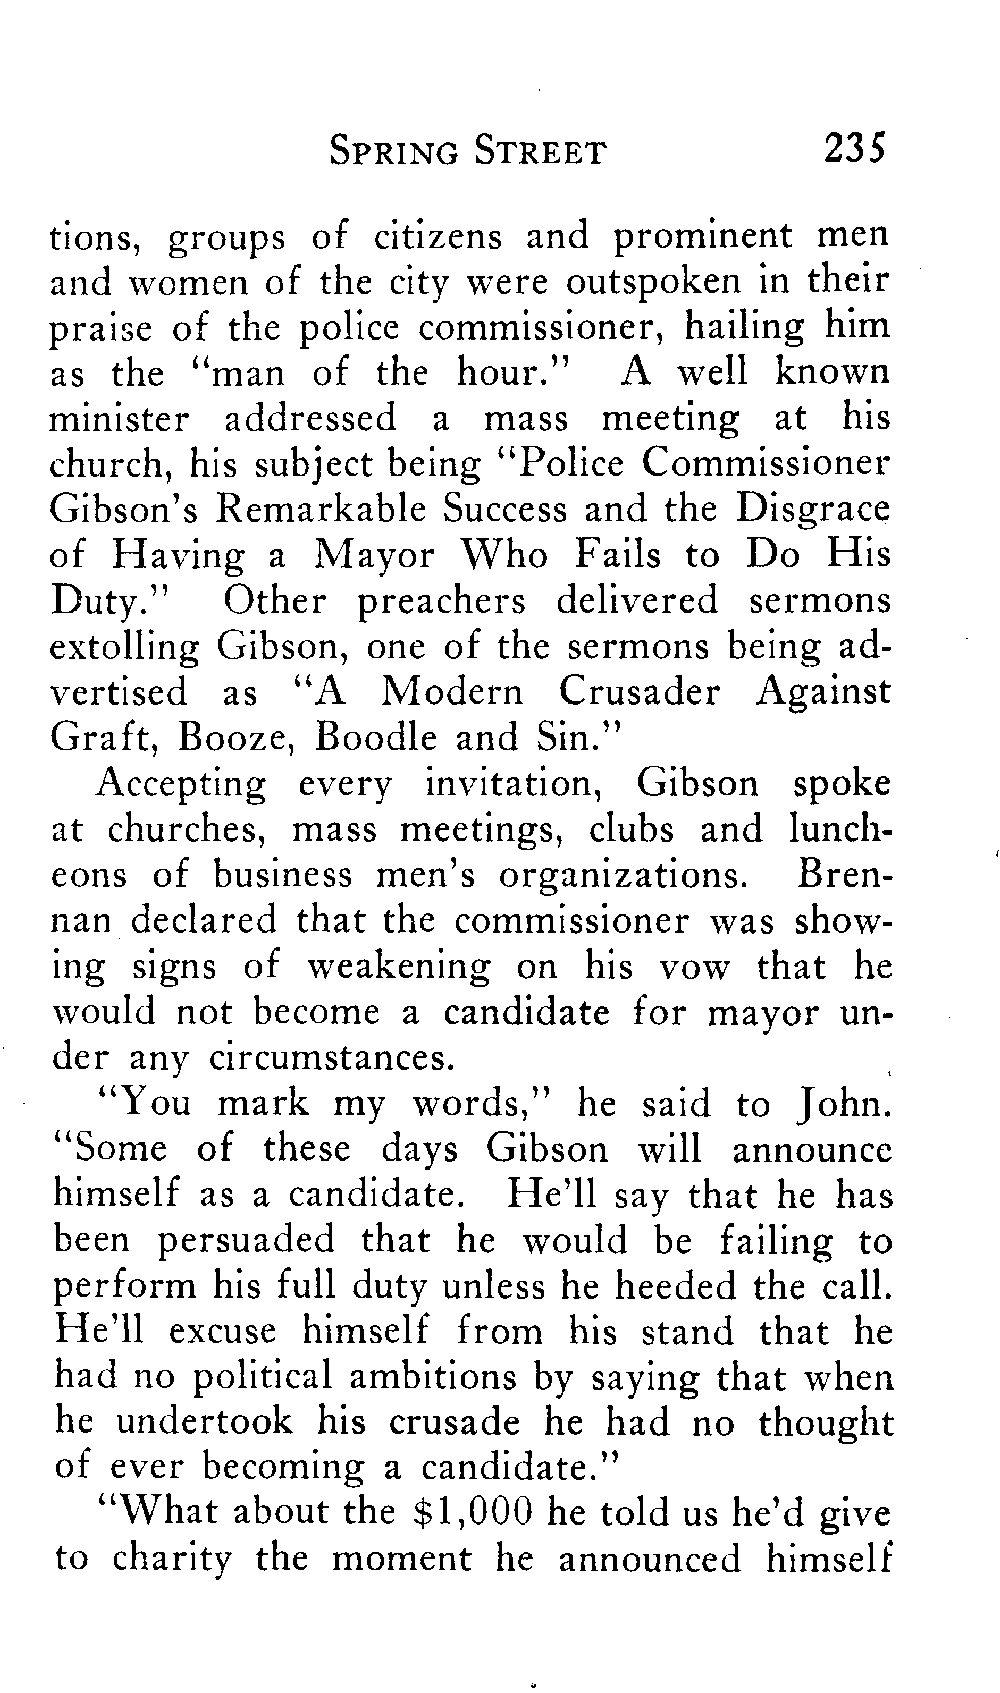 SPRING STREET 235
tions, groups of citizens and prominent men
and women of the city were outspoken in their
praise of the police commissioner, hailing him
as the “man of the hour.” A well known
minister addressed a mass meeting at his
church, his subject being “Police Commissioner
Gibson’s Remarkable Success and the Disgrace
of Having a Mayor Who Fails to Do His
Duty.” Other preachers delivered sermons
extolling Gibson, one of the sermons being ad-
vertised as “A Modern Crusader Against
Graft, Booze, Boodle and Sin.”
Accepting every invitation, Gibson spoke
at churches, mass meetings, clubs and lunch-
eons of business men’s organizations. Bren-
nan declared that the commissioner was show-
ing signs of weakening on his vow that he
would not become a candidate for mayor un-
der any circumstances.
“You mark my words,” he said to John.
“Some of these days Gibson will announce
himself as a candidate. He’ll say that he has
been persuaded that he would be failing to
perform his full duty unless he heeded the call.
He’ll excuse himself from his stand that he
had no political ambitions by saying that when
he undertook his crusade he had no thought
of ever becoming a candidate.”
“What about the $1,000 he told us he’d give
to charity the moment he announced himself